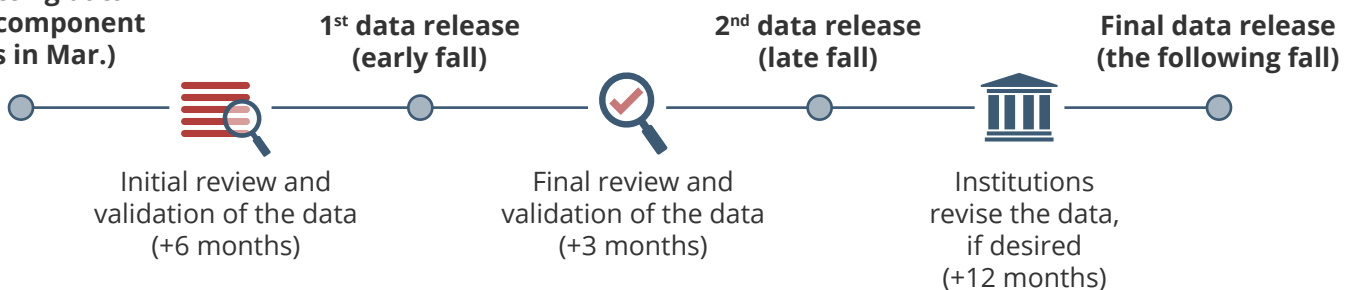 component
s in Mar.)
1st data release
(early fall)
2nd data release
(late fall)
Final data release
(the following fall)
Initial review and
validation of the data
(+6 months)
Final review and
validation of the data
(+3 months)
Institutions
revise the data,
if desired
(+12 months)